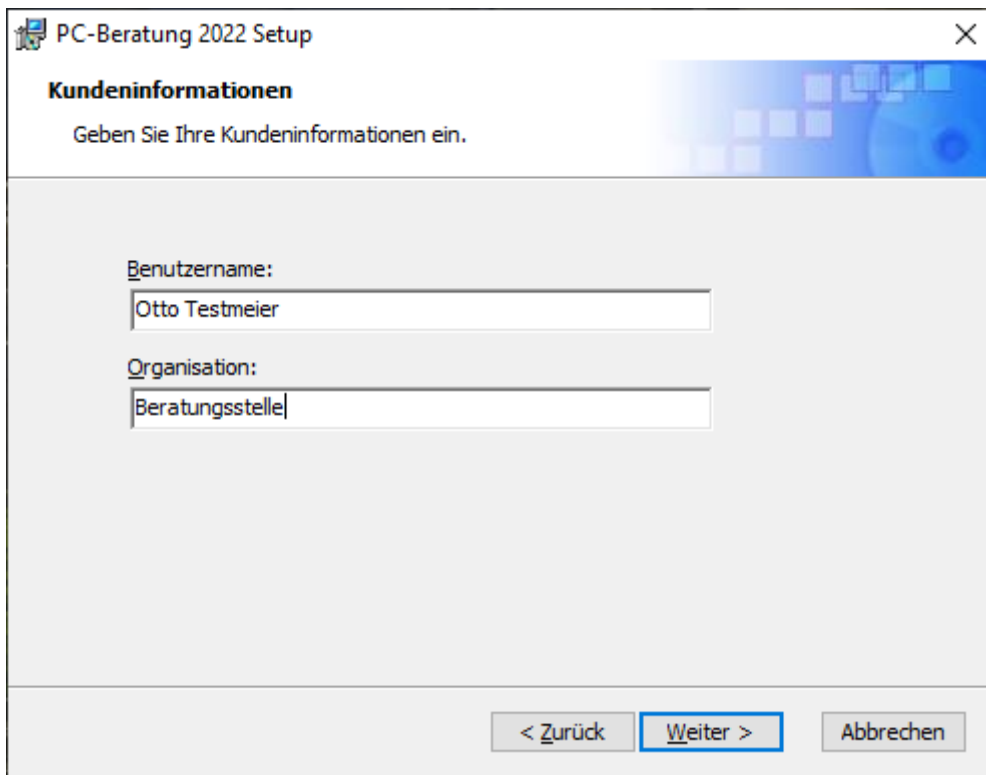 PC-Beratung 2022 Setup
Kundeninformationen
Geben Sie Ihre Kundeninformationen ein.
Benutzername:
Otto Testmeier
Organisation:
Beratungsstelle
< Zurück Weiter > Abbrechen